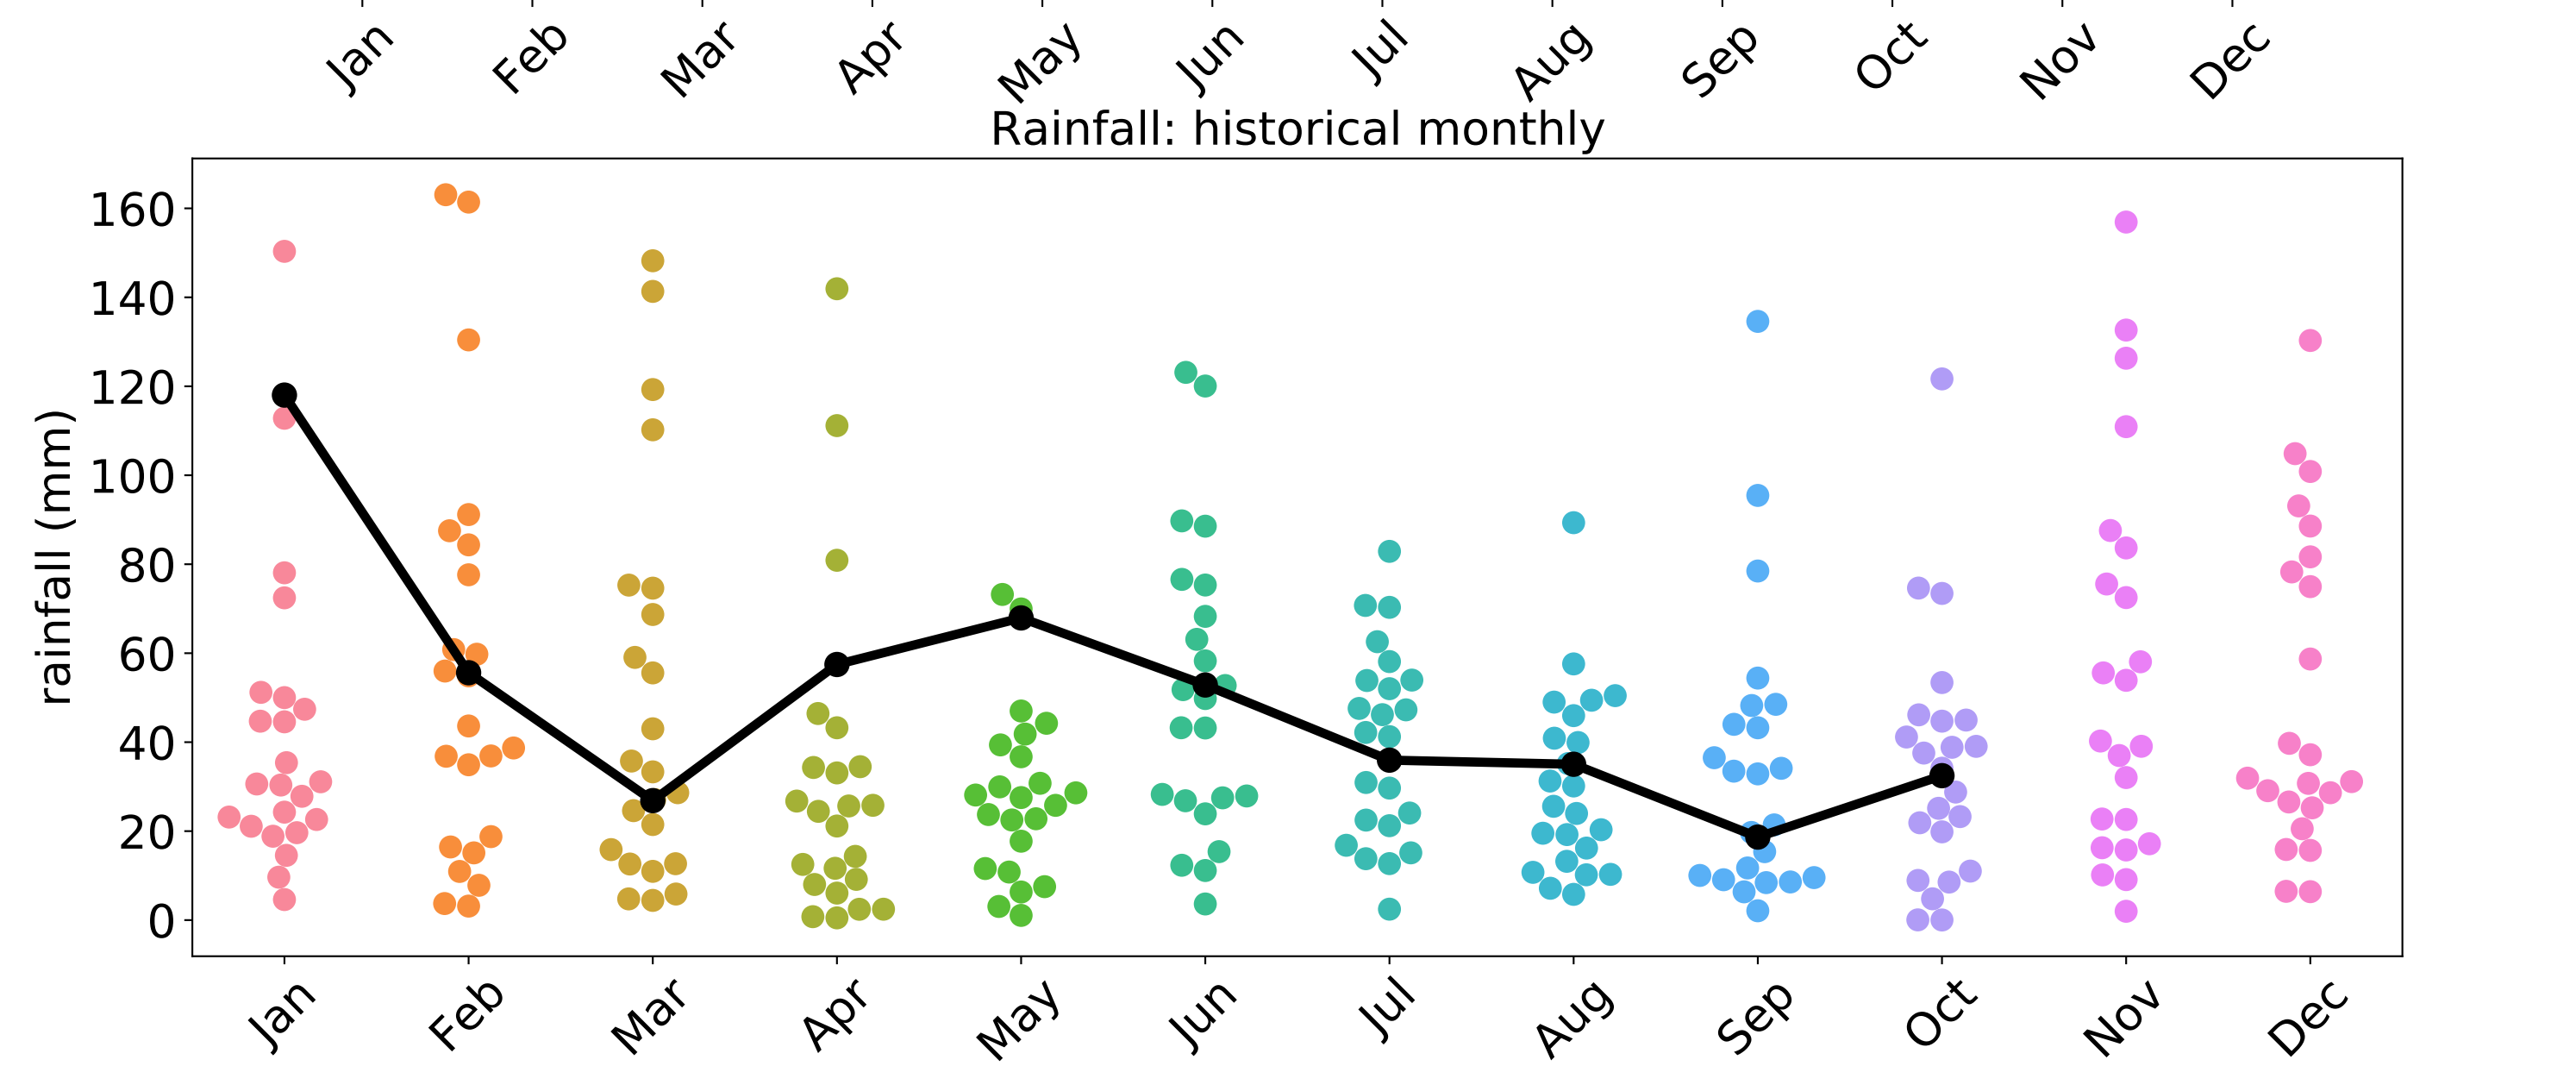 Jan Feb Mar Apr May Jun Jul Aug Sep Oct Nov Dec
Rainfall: historical monthly
160
140
120
100
80
60
40
20
0
rainfall (mm)
Jan Feb Mar Apr May Jun Jul Aug Sep Oct Nov Dec